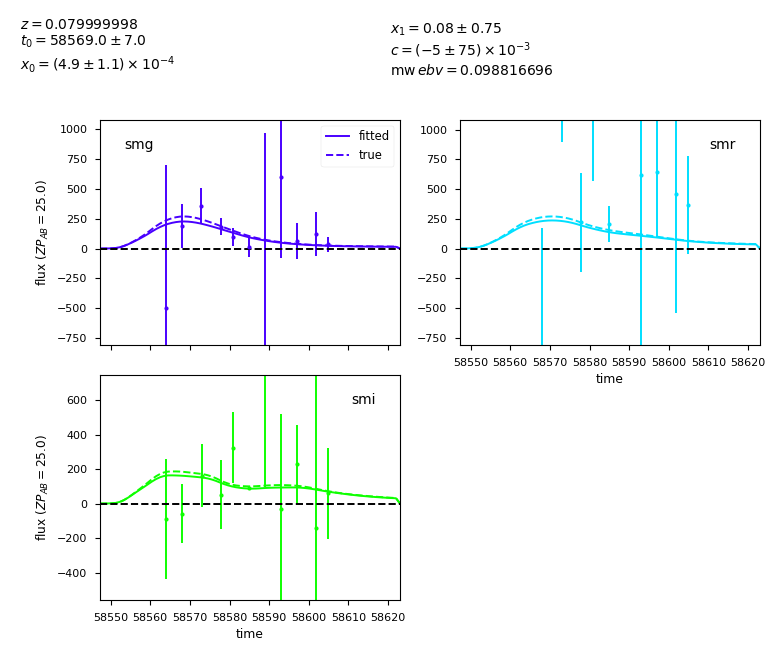 z = 0.079999998
t₀ = 58569.0 ± 7.0
x₀ = (4.9 ± 1.1) × 10⁻⁴
x₁ = 0.08 ± 0.75
c = (−5 ± 75) × 10⁻³
mw ebv = 0.098816696
smg
fitted
true
1000
750
500
250
0
−250
−500
−750
flux (ZP_AB = 25.0)
smr
1000
750
500
250
0
−250
−500
−750
58550 58560 58570 58580 58590 58600 58610 58620
time
smi
600
400
200
0
−200
−400
flux (ZP_AB = 25.0)
58550 58560 58570 58580 58590 58600 58610 58620
time